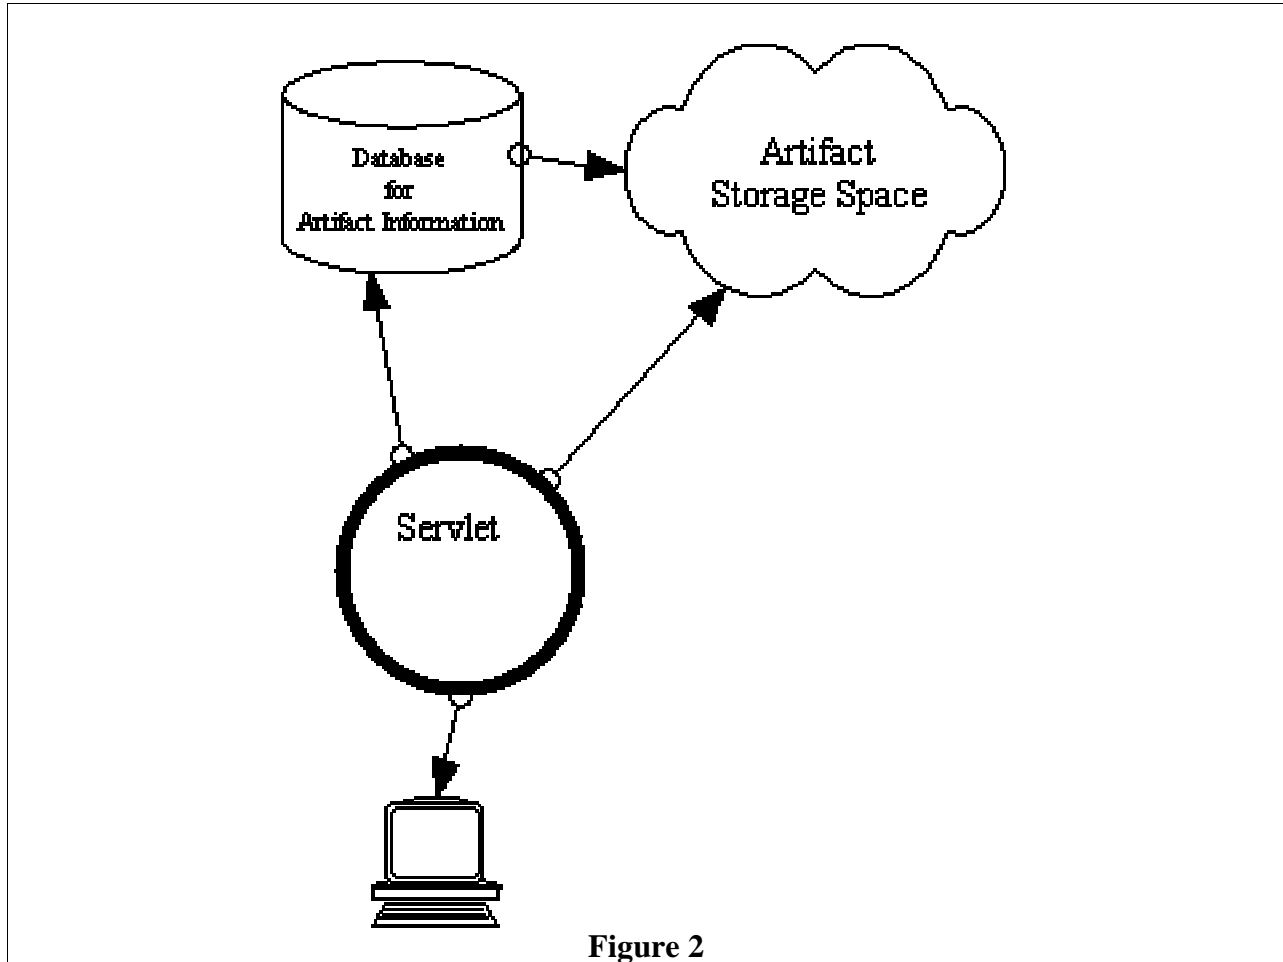 Database
for
Artifact Information
Artifact
Storage Space
Servlet
Figure 2